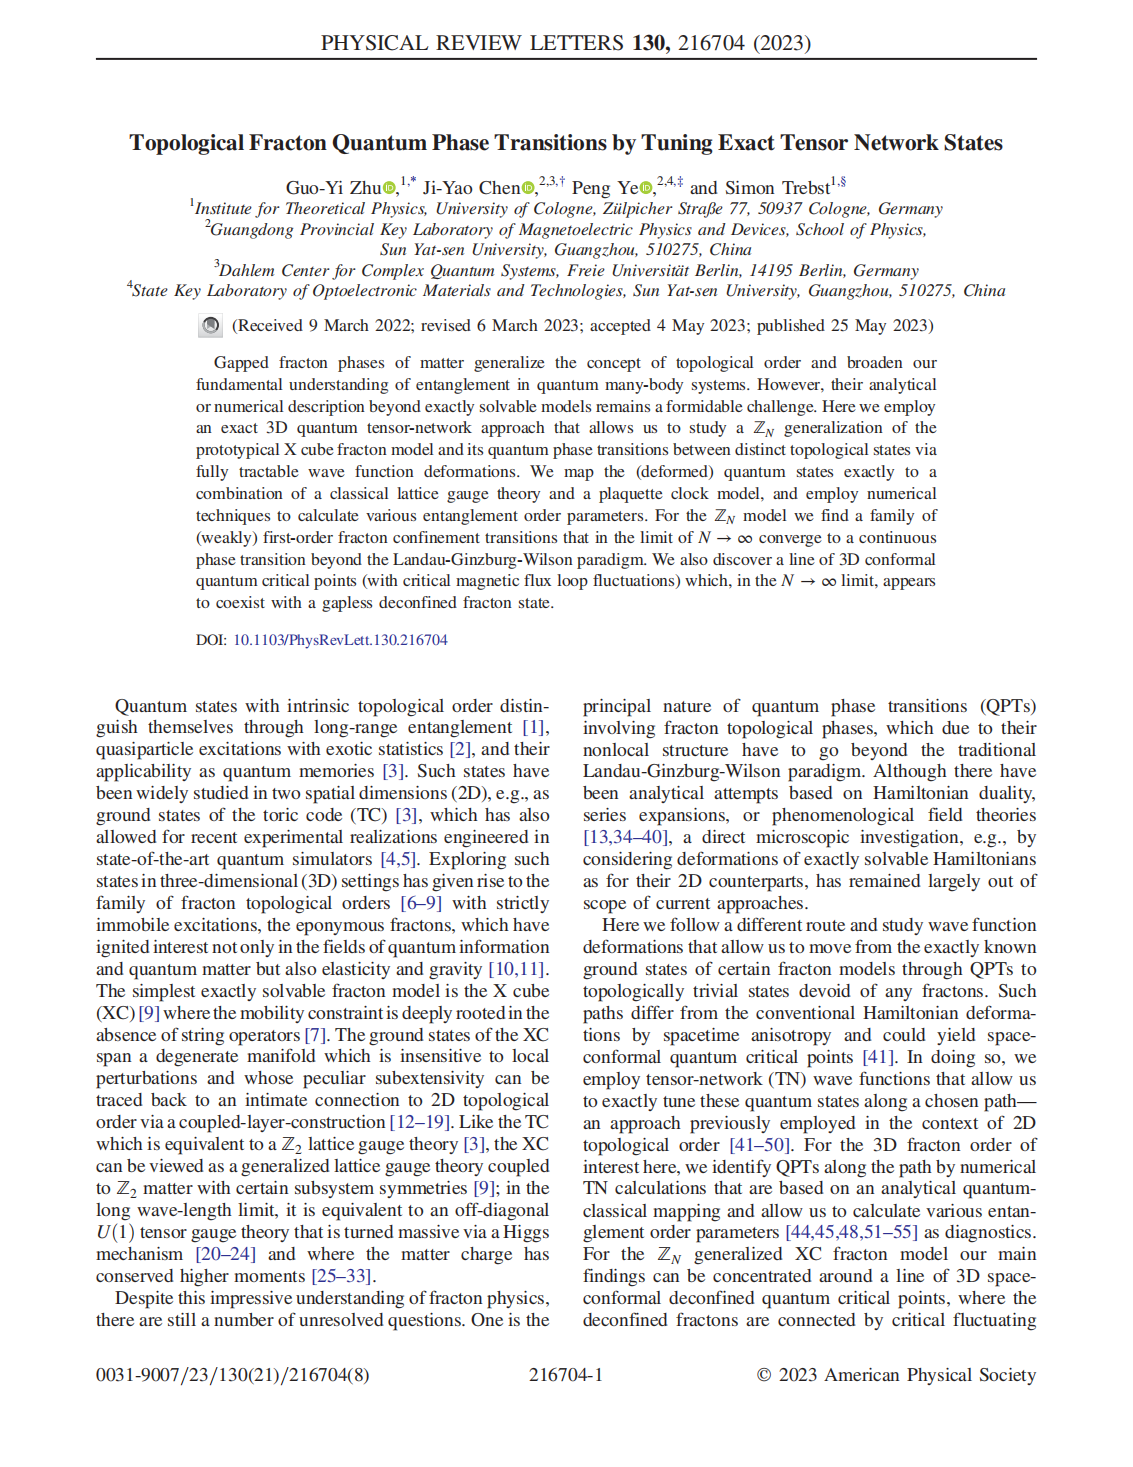 PHYSICAL REVIEW LETTERS 130, 216704 (2023)
Topological Fracton Quantum Phase Transitions by Tuning Exact Tensor Network States
Guo-Yi Zhu,1,* Ji-Yao Chen,2,3,† Peng Ye,2,4,‡ and Simon Trebst1,§
1Institute for Theoretical Physics, University of Cologne, Zülpicher Straße 77, 50937 Cologne, Germany
2Guangdong Provincial Key Laboratory of Magnetoelectric Physics and Devices, School of Physics,
Sun Yat-sen University, Guangzhou, 510275, China
3Dahlem Center for Complex Quantum Systems, Freie Universität Berlin, 14195 Berlin, Germany
4State Key Laboratory of Optoelectronic Materials and Technologies, Sun Yat-sen University, Guangzhou, 510275, China
(Received 9 March 2022; revised 6 March 2023; accepted 4 May 2023; published 25 May 2023)
Gapped fracton phases of matter generalize the concept of topological order and broaden our
fundamental understanding of entanglement in quantum many-body systems. However, their analytical
or numerical description beyond exactly solvable models remains a formidable challenge. Here we employ
an exact 3D quantum tensor-network approach that allows us to study a ℤN generalization of the
prototypical X cube fracton model and its quantum phase transitions between distinct topological states via
fully tractable wave function deformations. We map the (deformed) quantum states exactly to a
combination of a classical lattice gauge theory and a plaquette clock model, and employ numerical
techniques to calculate various entanglement order parameters. For the ℤN model we find a family of
(weakly) first-order fracton confinement transitions that in the limit of N → ∞ converge to a continuous
phase transition beyond the Landau-Ginzburg-Wilson paradigm. We also discover a line of 3D conformal
quantum critical points (with critical magnetic flux loop fluctuations) which, in the N → ∞ limit, appears
to coexist with a gapless deconfined fracton state.
DOI: 10.1103/PhysRevLett.130.216704
Quantum states with intrinsic topological order distin-
guish themselves through long-range entanglement [1],
quasiparticle excitations with exotic statistics [2], and their
applicability as quantum memories [3]. Such states have
been widely studied in two spatial dimensions (2D), e.g., as
ground states of the toric code (TC) [3], which has also
allowed for recent experimental realizations engineered in
state-of-the-art quantum simulators [4,5]. Exploring such
states in three-dimensional (3D) settings has given rise to the
family of fracton topological orders [6–9] with strictly
immobile excitations, the eponymous fractons, which have
ignited interest not only in the fields of quantum information
and quantum matter but also elasticity and gravity [10,11].
The simplest exactly solvable fracton model is the X cube
(XC) [9] where the mobility constraint is deeply rooted in the
absence of string operators [7]. The ground states of the XC
span a degenerate manifold which is insensitive to local
perturbations and whose peculiar subextensivity can be
traced back to an intimate connection to 2D topological
order via a coupled-layer-construction [12–19]. Like the TC
which is equivalent to a ℤ2 lattice gauge theory [3], the XC
can be viewed as a generalized lattice gauge theory coupled
to ℤ2 matter with certain subsystem symmetries [9]; in the
long wave-length limit, it is equivalent to an off-diagonal
U(1) tensor gauge theory that is turned massive via a Higgs
mechanism [20–24] and where the matter charge has
conserved higher moments [25–33].
Despite this impressive understanding of fracton physics,
there are still a number of unresolved questions. One is the
principal nature of quantum phase transitions (QPTs)
involving fracton topological phases, which due to their
nonlocal structure have to go beyond the traditional
Landau-Ginzburg-Wilson paradigm. Although there have
been analytical attempts based on Hamiltonian duality,
series expansions, or phenomenological field theories
[13,34–40], a direct microscopic investigation, e.g., by
considering deformations of exactly solvable Hamiltonians
as for their 2D counterparts, has remained largely out of
scope of current approaches.
Here we follow a different route and study wave function
deformations that allow us to move from the exactly known
ground states of certain fracton models through QPTs to
topologically trivial states devoid of any fractons. Such
paths differ from the conventional Hamiltonian deforma-
tions by spacetime anisotropy and could yield space-
conformal quantum critical points [41]. In doing so, we
employ tensor-network (TN) wave functions that allow us
to exactly tune these quantum states along a chosen path—
an approach previously employed in the context of 2D
topological order [41–50]. For the 3D fracton order of
interest here, we identify QPTs along the path by numerical
TN calculations that are based on an analytical quantum-
classical mapping and allow us to calculate various entan-
glement order parameters [44,45,48,51–55] as diagnostics.
For the ℤN generalized XC fracton model our main
findings can be concentrated around a line of 3D space-
conformal deconfined quantum critical points, where the
deconfined fractons are connected by critical fluctuating
0031-9007/23/130(21)/216704(8)
216704-1
© 2023 American Physical Society